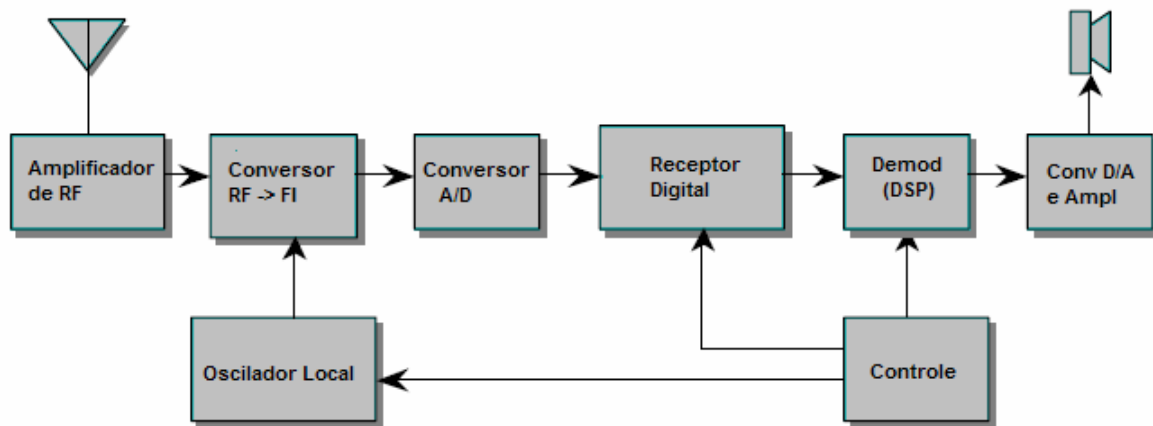 Amplificador
de RF
Conversor
RF -> FI
Conversor
A/D
Receptor
Digital
Demod
(DSP)
Conv D/A
e Ampl
Oscilador Local
Controle